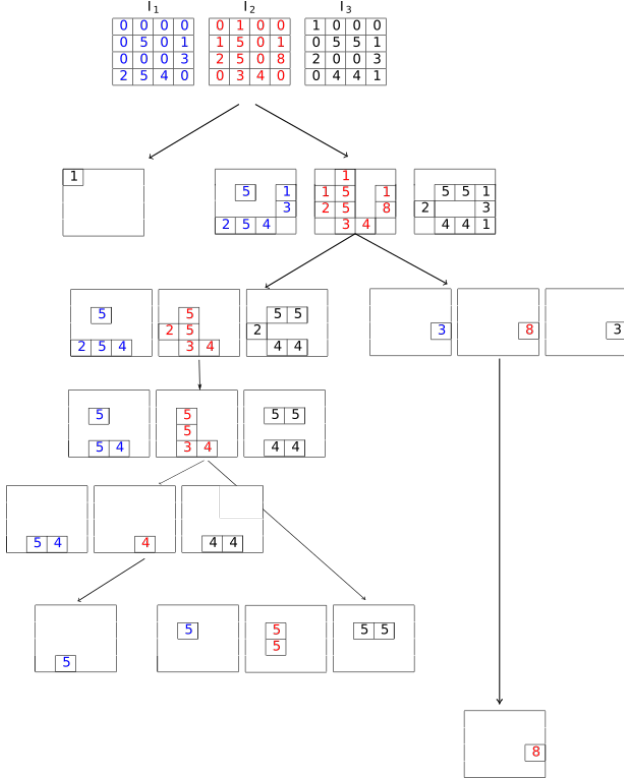 I₁ I₂ I₃
0 0 0 0 0 1 0 0 1 0 0 0
0 5 0 1 1 5 0 1 0 5 5 1
0 0 0 3 2 5 0 8 2 0 0 3
2 5 4 0 0 3 4 0 0 4 4 1
1 1
5 1 1 5 1 5 5 1
3 2 5 8 2 3
2 5 4 3 4 4 4 1
5 5 5 5
2 5 2 3 8 3
2 5 4 3 4 4 4
5 5 5 5
5
5 4 3 4 4 4
5 4 4 4 4
5 5 5 5
5
5
8